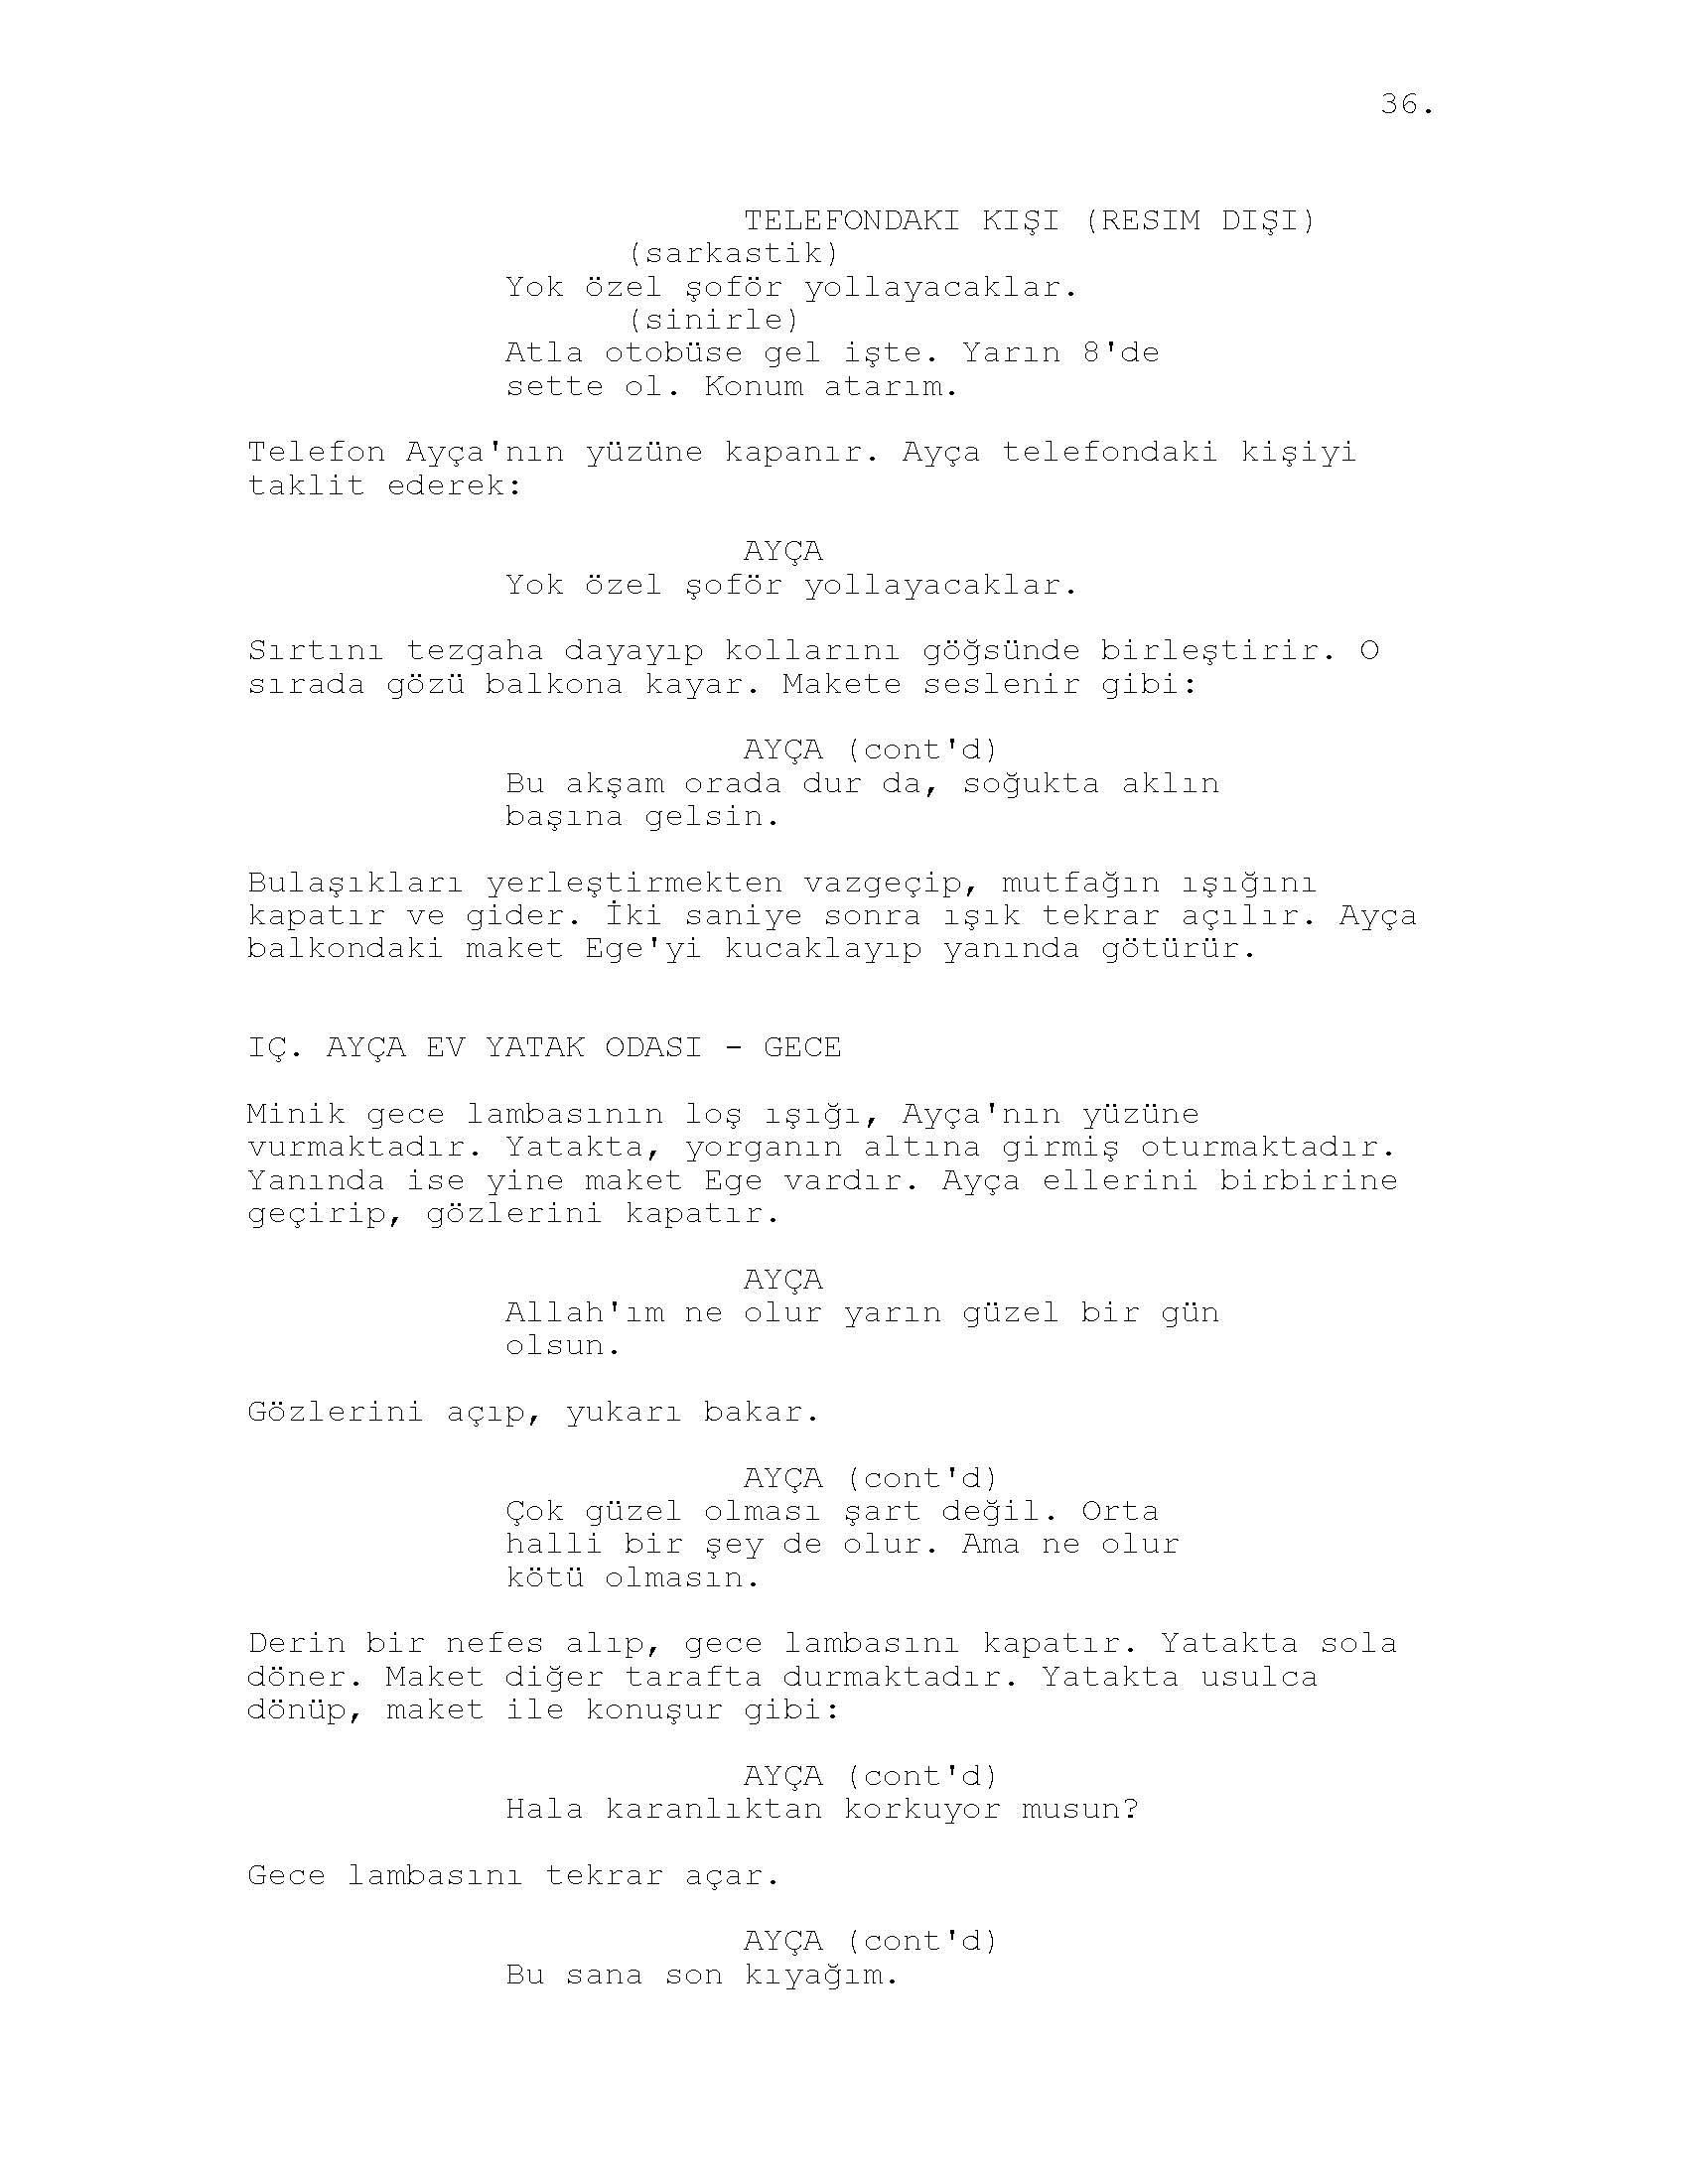 36.
TELEFONDAKI KIŞI (RESIM DIŞI)
(sarkastik)
Yok özel şoför yollayacaklar.
(sinirle)
Atla otobüse gel işte. Yarın 8'de
sette ol. Konum atarım.
Telefon Ayça'nın yüzüne kapanır. Ayça telefondaki kişiyi
taklit ederek:
AYÇA
Yok özel şoför yollayacaklar.
Sırtını tezgaha dayayıp kollarını göğsünde birleştirir. O
sırada gözü balkona kayar. Makete seslenir gibi:
AYÇA (cont'd)
Bu akşam orada dur da, soğukta aklın
başına gelsin.
Bulaşıkları yerleştirmekten vazgeçip, mutfağın ışığını
kapatır ve gider. İki saniye sonra ışık tekrar açılır. Ayça
balkondaki maket Ege'yi kucaklayıp yanında götürür.
IÇ. AYÇA EV YATAK ODASI - GECE
Minik gece lambasının loş ışığı, Ayça'nın yüzüne
vurmaktadır. Yatakta, yorganın altına girmiş oturmaktadır.
Yanında ise yine maket Ege vardır. Ayça ellerini birbirine
geçirip, gözlerini kapatır.
AYÇA
Allah'ım ne olur yarın güzel bir gün
olsun.
Gözlerini açıp, yukarı bakar.
AYÇA (cont'd)
Çok güzel olması şart değil. Orta
halli bir şey de olur. Ama ne olur
kötü olmasın.
Derin bir nefes alıp, gece lambasını kapatır. Yatakta sola
döner. Maket diğer tarafta durmaktadır. Yatakta usulca
dönüp, maket ile konuşur gibi:
AYÇA (cont'd)
Hala karanlıktan korkuyor musun?
Gece lambasını tekrar açar.
AYÇA (cont'd)
Bu sana son kıyağım.